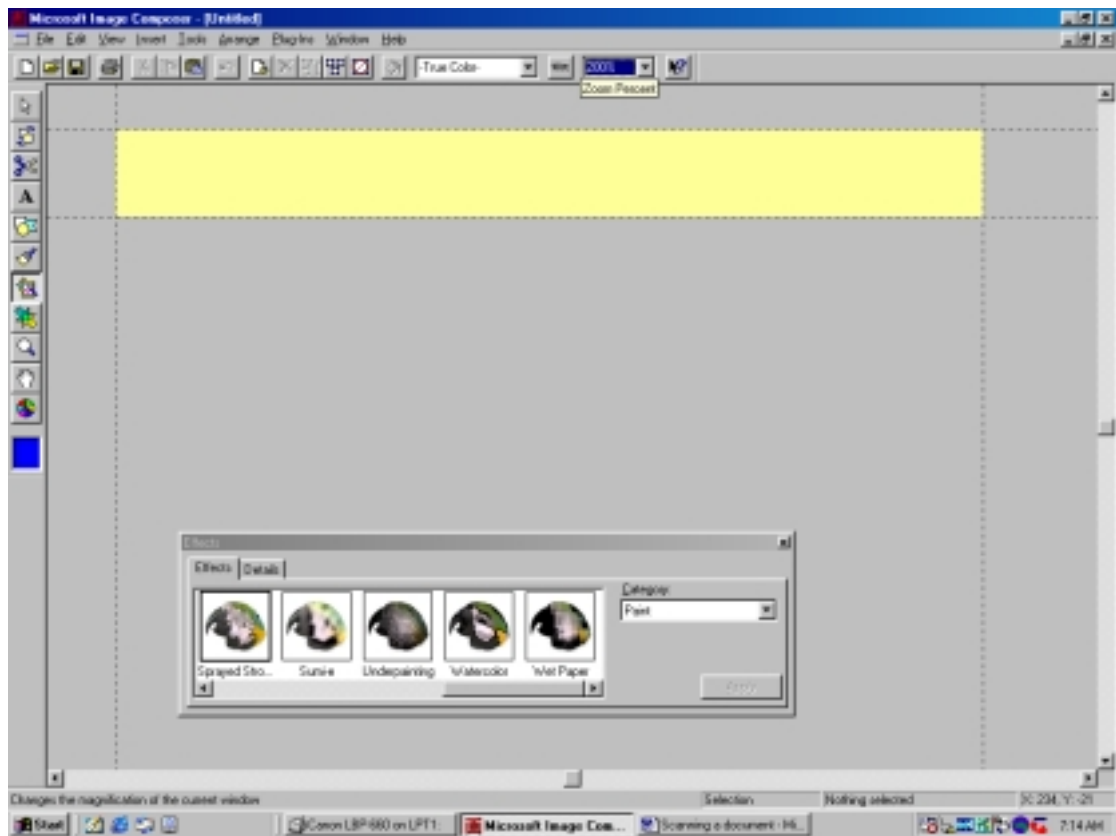 Microsoft Image Composer - [Untitled]
File Edit View Insert Tools Arrange Plug-Ins Window Help
-True Color- 200%
Zoom Percent
A
Effects
Effects Details
Category:
Paint
Sprayed Stro... Sumi-e Underpainting Watercolor Wet Paper
Apply
Changes the magnification of the current window Selection Nothing selected X: 234, Y: -21
Start Canon LBP-660 on LPT1: Microsoft Image Com... Scanning a document - Mi... 7:14 AM